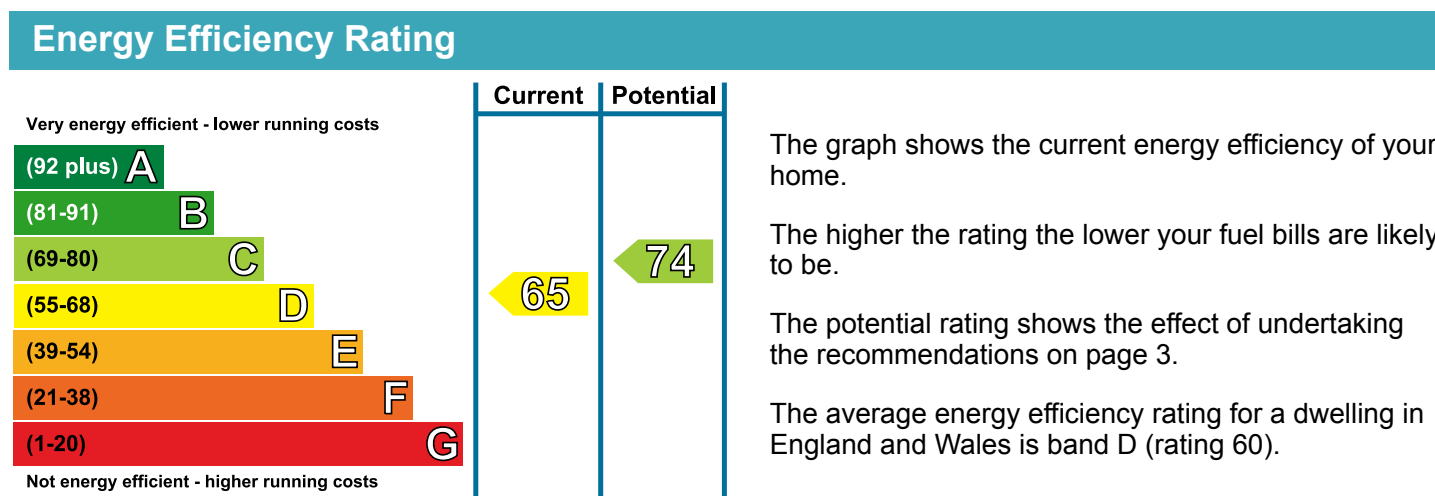 Energy Efficiency Rating
Current
Potential
Very energy efficient - lower running costs
(92 plus) A
(81-91) B
(69-80) C
(55-68) D
(39-54) E
(21-38) F
(1-20) G
Not energy efficient - higher running costs
65
74
The graph shows the current energy efficiency of your
home.
The higher the rating the lower your fuel bills are likely
to be.
The potential rating shows the effect of undertaking
the recommendations on page 3.
The average energy efficiency rating for a dwelling in
England and Wales is band D (rating 60).